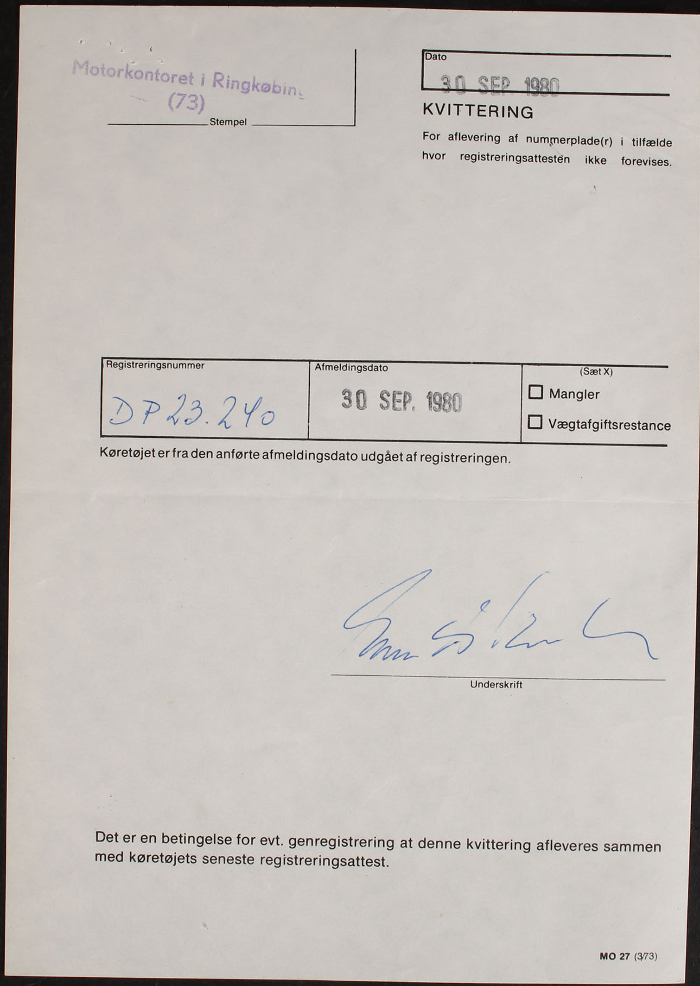 Motorkontoret i Ringkøbing
(73)
Stempel
Dato
30 SEP. 1980
KVITTERING
For aflevering af nummerplade(r) i tilfælde
hvor registreringsattesten ikke forevises.
Registreringsnummer
DP 23.240
Afmeldingsdato
30 SEP. 1980
(Sæt X)
Mangler
Vægtafgiftsrestance
Køretøjet er fra den anførte afmeldingsdato udgået af registreringen.
Underskrift
Det er en betingelse for evt. genregistrering at denne kvittering afleveres sammen
med køretøjets seneste registreringsattest.
MO 27 (3/73)